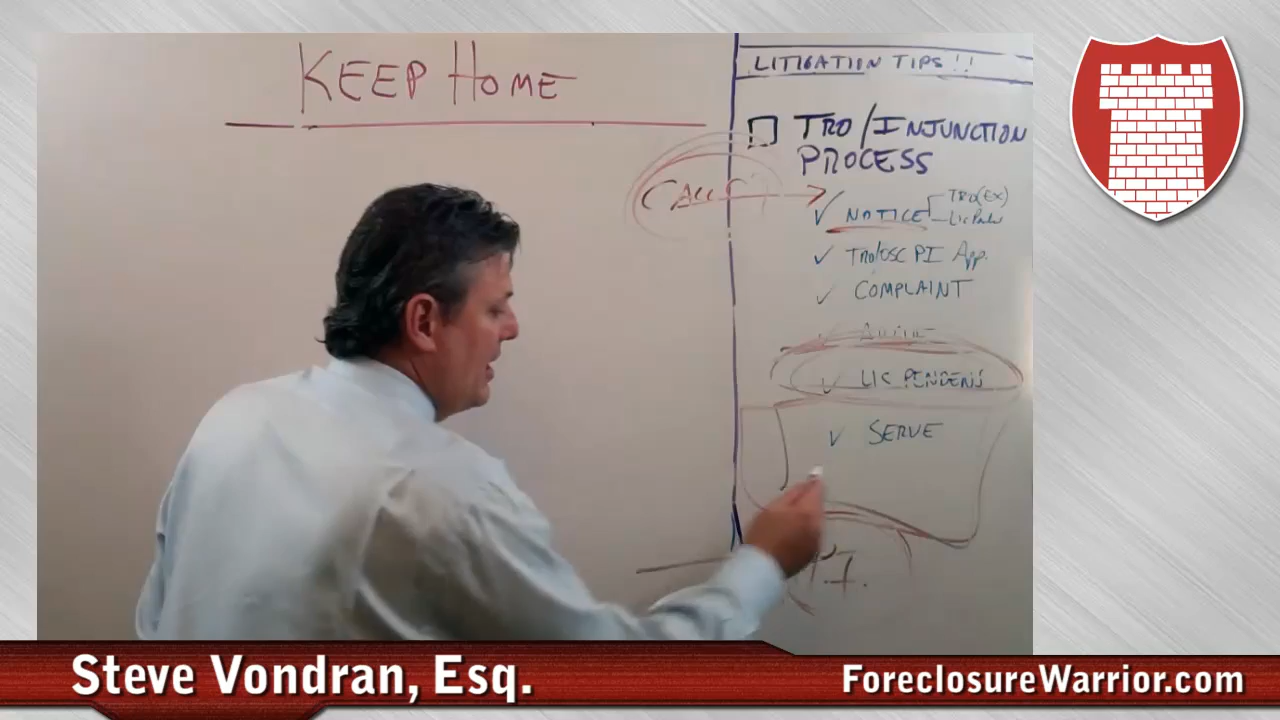 KEEP HOME
LITIGATION TIPS!!
TRO/INJUNCTION
PROCESS
✓ NOTICE
TRO(EX)
✓ TRO/OSC PI App.
✓ COMPLAINT
✓ LIS PENDENS
✓ SERVE
P.I.
Steve Vondran, Esq.
ForeclosureWarrior.com